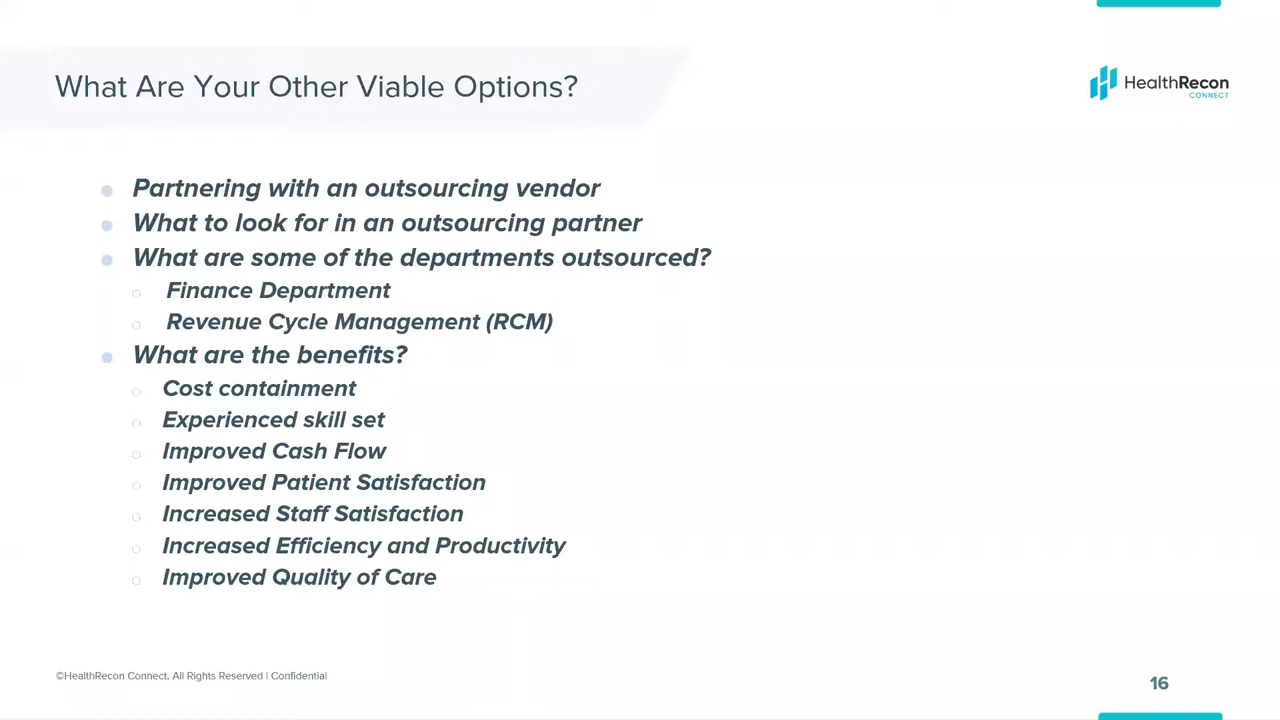 What Are Your Other Viable Options?
HealthRecon
CONNECT
Partnering with an outsourcing vendor
What to look for in an outsourcing partner
What are some of the departments outsourced?
Finance Department
Revenue Cycle Management (RCM)
What are the benefits?
Cost containment
Experienced skill set
Improved Cash Flow
Improved Patient Satisfaction
Increased Staff Satisfaction
Increased Efficiency and Productivity
Improved Quality of Care
©HealthRecon Connect. All Rights Reserved | Confidential
16